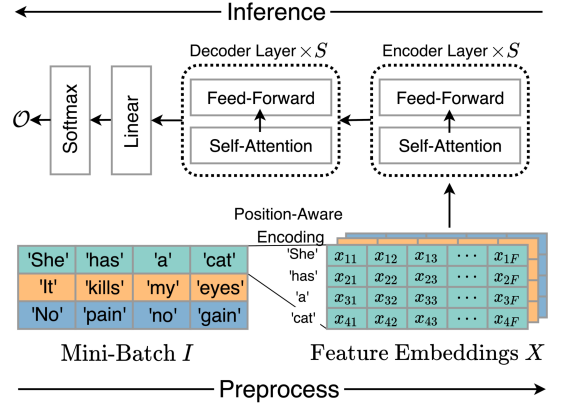 Inference
Decoder Layer × S Encoder Layer × S
O Softmax Linear Feed-Forward Feed-Forward
Self-Attention Self-Attention
Position-Aware
Encoding
'She' 'has' 'a' 'cat' 'She' x11 x12 x13 ··· x1F
'It' 'kills' 'my' 'eyes' 'has' x21 x22 x23 ··· x2F
'No' 'pain' 'no' 'gain' 'a' x31 x32 x33 ··· x3F
'cat' x41 x42 x43 ··· x4F
Mini-Batch I Feature Embeddings X
Preprocess